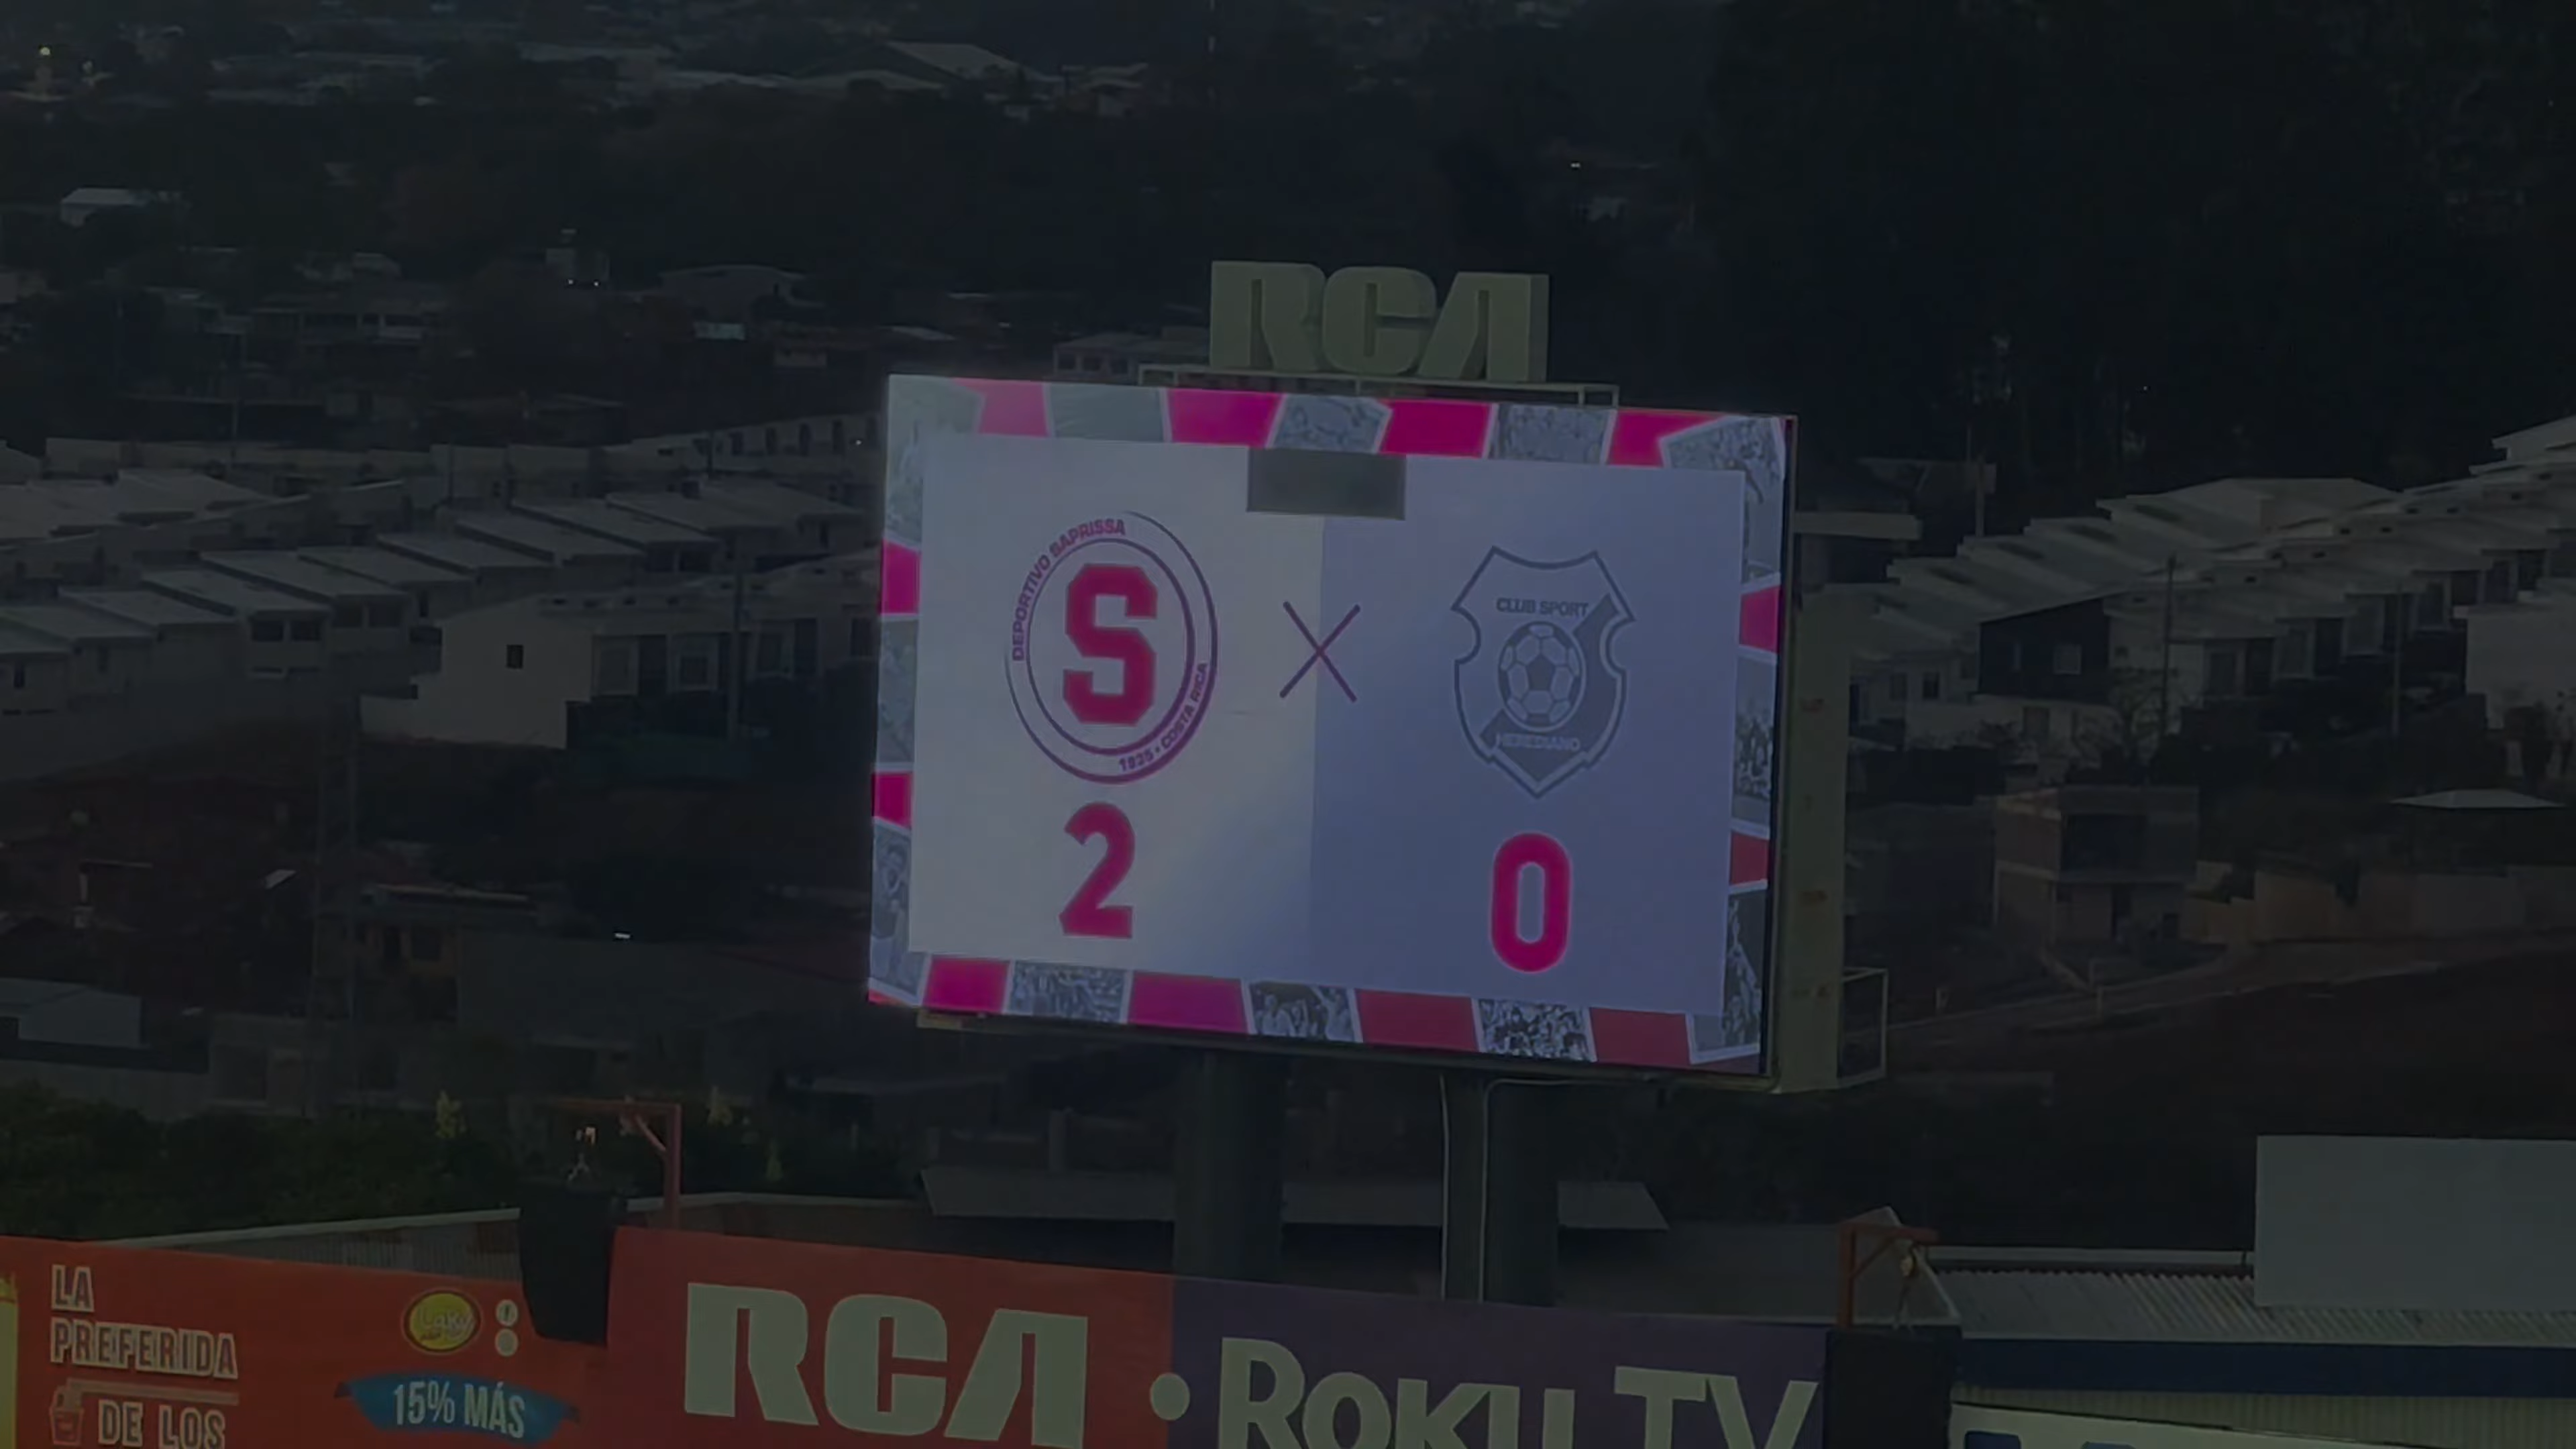 RCA
DEPORTIVO SAPRISSA
S
1935 • COSTA RICA
X
CLUB SPORT
HEREDIANO
2
0
LA
PREFERIDA
DE LOS
Laky
15% MÁS
RCA • ROKU TV